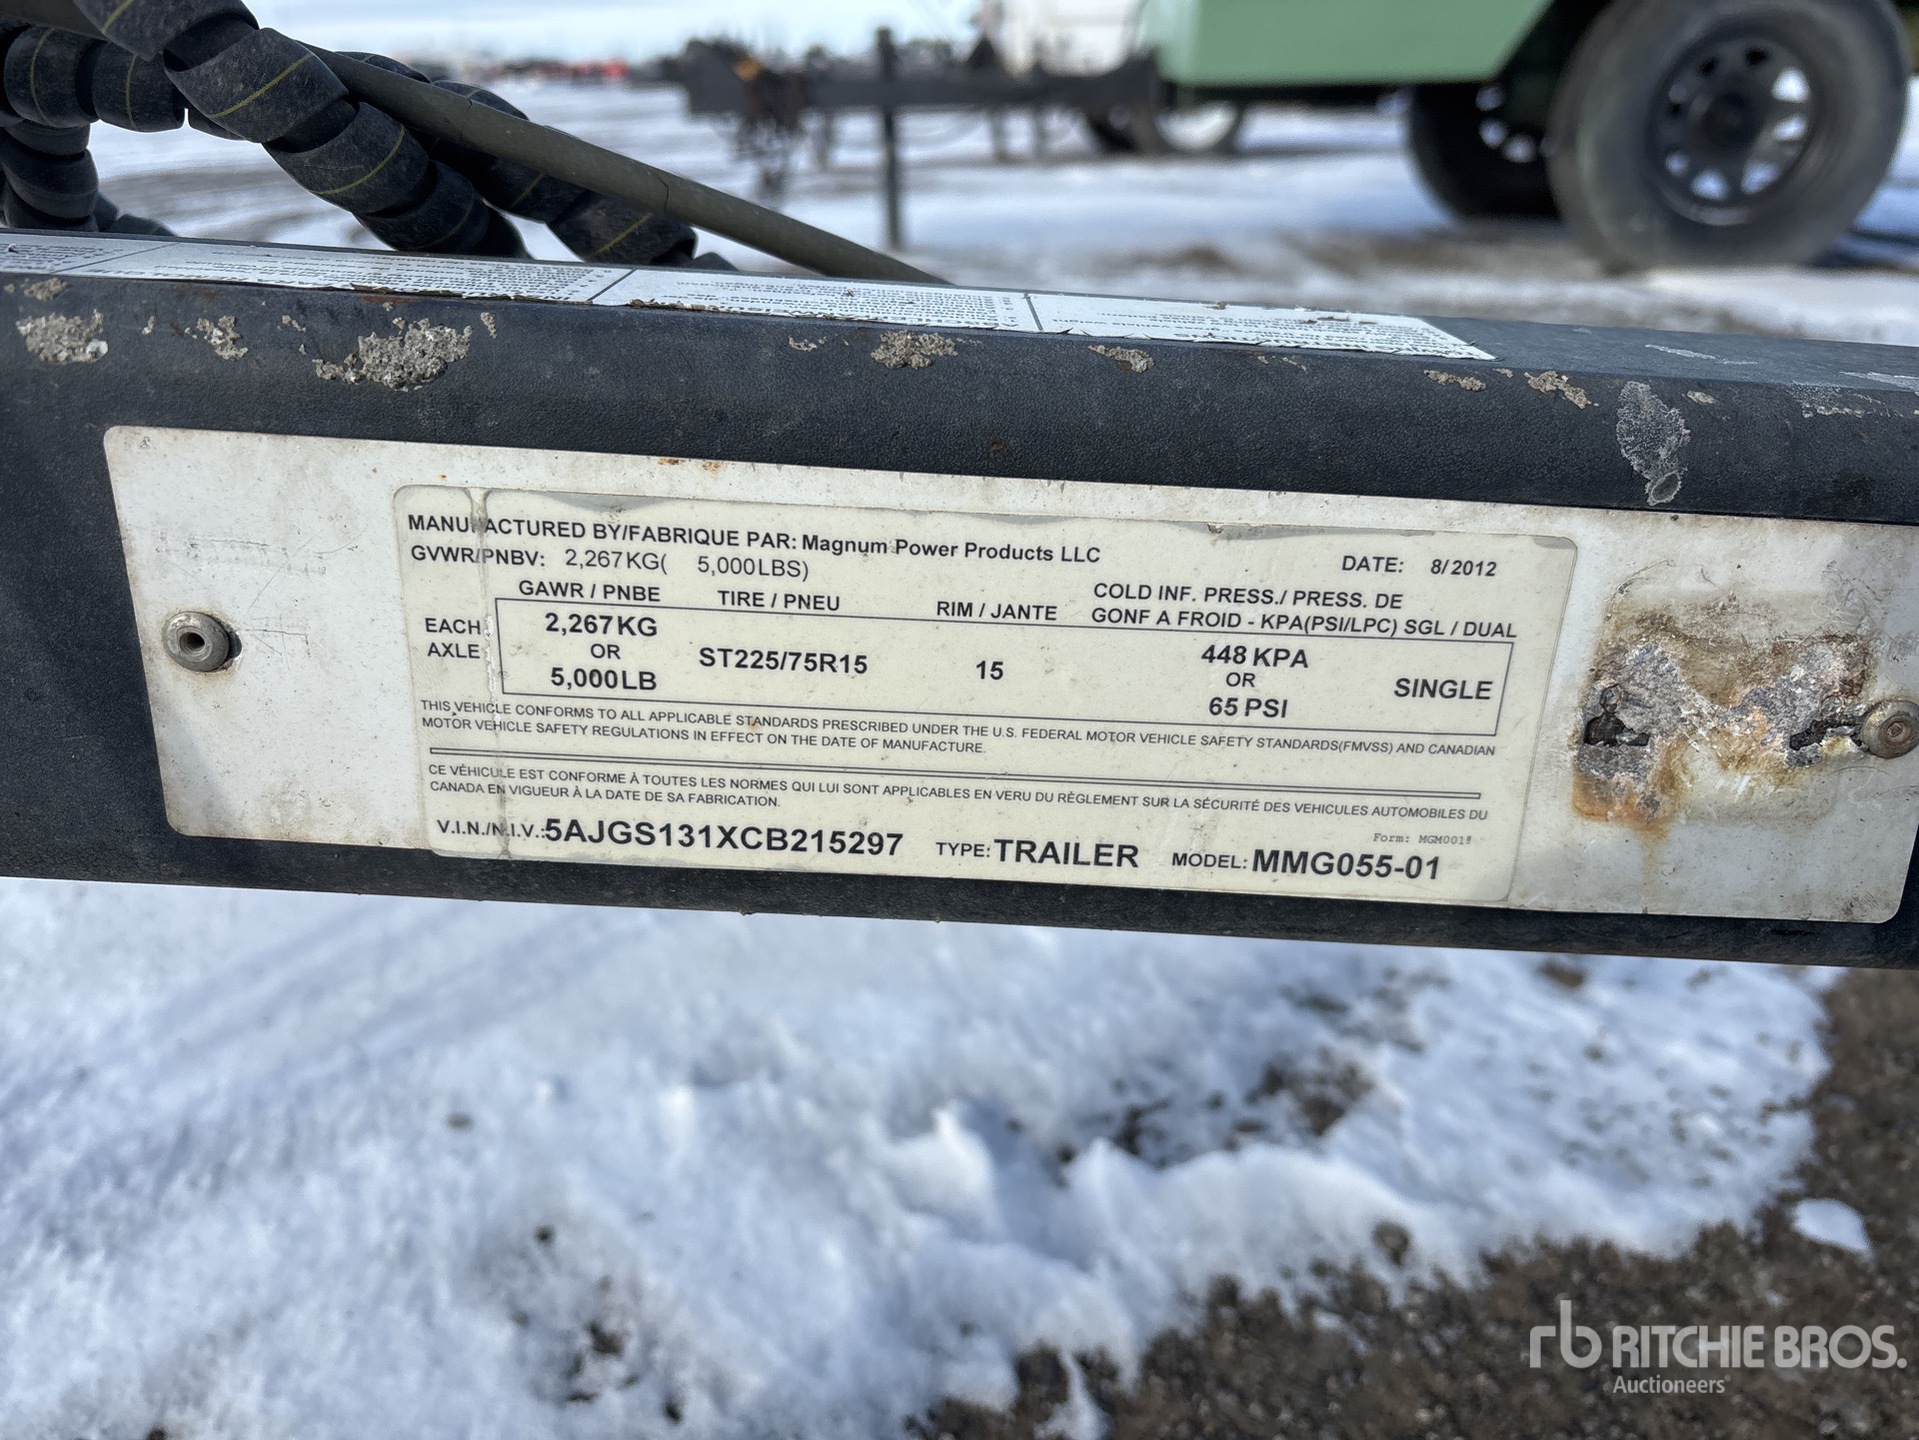 MANUFACTURED BY/FABRIQUE PAR: Magnum Power Products LLC
GVWR/PNBV: 2,267KG( 5,000LBS)
DATE: 8/2012
GAWR / PNBE TIRE / PNEU RIM / JANTE COLD INF. PRESS./ PRESS. DE
GONF A FROID - KPA(PSI/LPC) SGL / DUAL
EACH AXLE
2,267KG OR 5,000LB
ST225/75R15
15
448 KPA OR 65 PSI
SINGLE
THIS VEHICLE CONFORMS TO ALL APPLICABLE STANDARDS PRESCRIBED UNDER THE U.S. FEDERAL MOTOR VEHICLE SAFETY STANDARDS(FMVSS) AND CANADIAN
MOTOR VEHICLE SAFETY REGULATIONS IN EFFECT ON THE DATE OF MANUFACTURE.
CE VÉHICULE EST CONFORME À TOUTES LES NORMES QUI LUI SONT APPLICABLES EN VERU DU RÈGLEMENT SUR LA SÉCURITÉ DES VEHICULES AUTOMOBILES DU
CANADA EN VIGUEUR À LA DATE DE SA FABRICATION.
Form: MGM001
V.I.N./N.I.V.:5AJGS131XCB215297 TYPE: TRAILER MODEL: MMG055-01
rb RITCHIE BROS.
Auctioneers